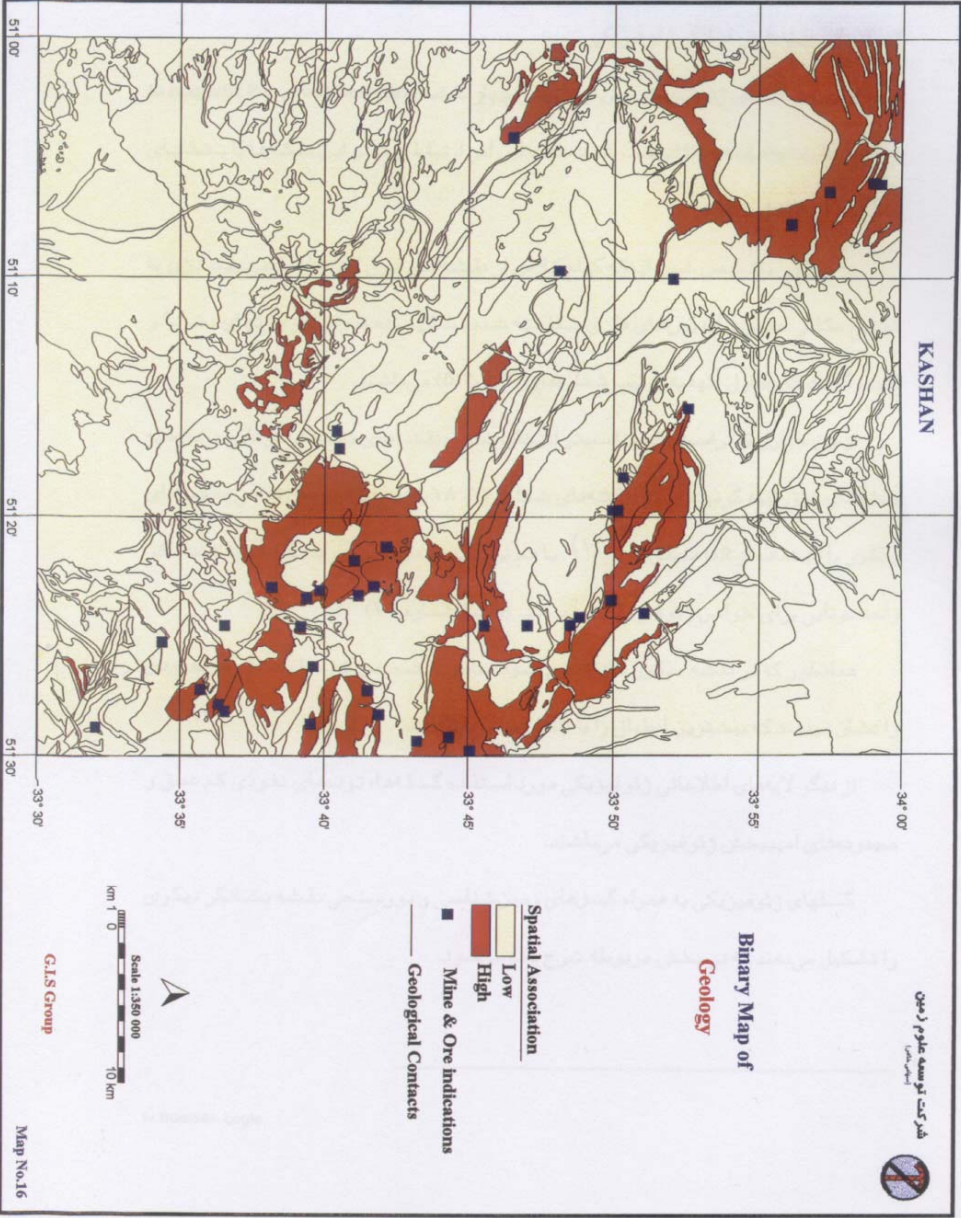 KASHAN
51° 00'
51° 10'
51° 20'
51° 30'
34° 00'
33° 55'
33° 50'
33° 45'
33° 40'
33° 35'
33° 30'
شرکت توسعه علوم زمین
(سهامی خاص)
Binary Map of
Geology
Spatial Association
Low
High
Mine & Ore indications
Geological Contacts
Scale 1:350 000
km 1 0 10 km
G.I.S Group
Map No.16